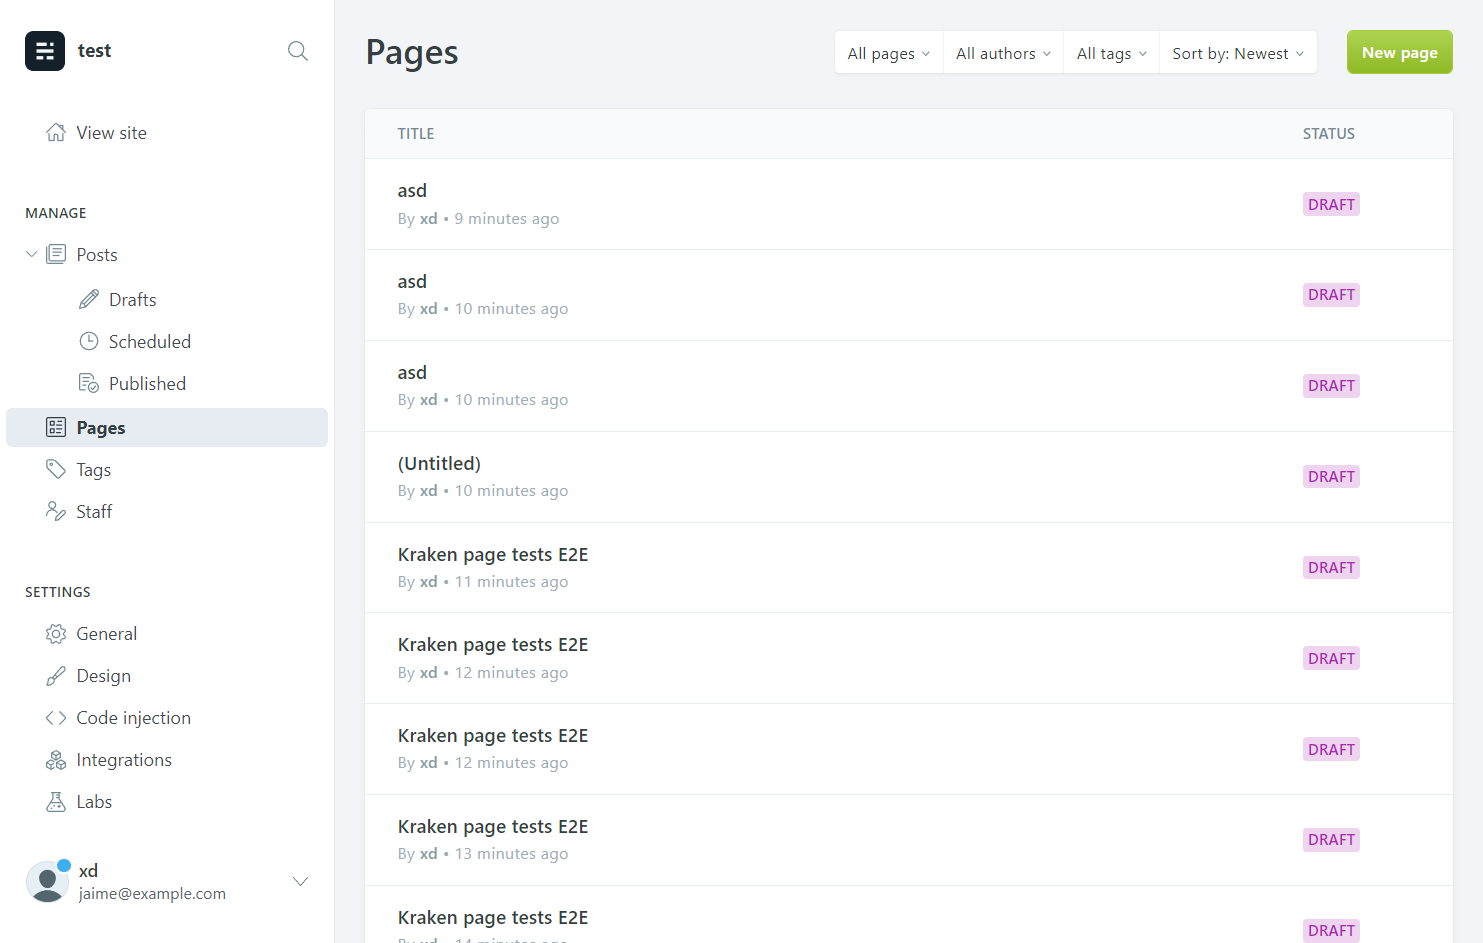 test
View site
MANAGE
Posts
Drafts
Scheduled
Published
Pages
Tags
Staff
SETTINGS
General
Design
Code injection
Integrations
Labs
xd
jaime@example.com
Pages
All pages All authors All tags Sort by: Newest New page
TITLE STATUS
asd
By xd • 9 minutes ago
DRAFT
asd
By xd • 10 minutes ago
DRAFT
asd
By xd • 10 minutes ago
DRAFT
(Untitled)
By xd • 10 minutes ago
DRAFT
Kraken page tests E2E
By xd • 11 minutes ago
DRAFT
Kraken page tests E2E
By xd • 12 minutes ago
DRAFT
Kraken page tests E2E
By xd • 12 minutes ago
DRAFT
Kraken page tests E2E
By xd • 13 minutes ago
DRAFT
Kraken page tests E2E
By xd • 14 minutes ago
DRAFT